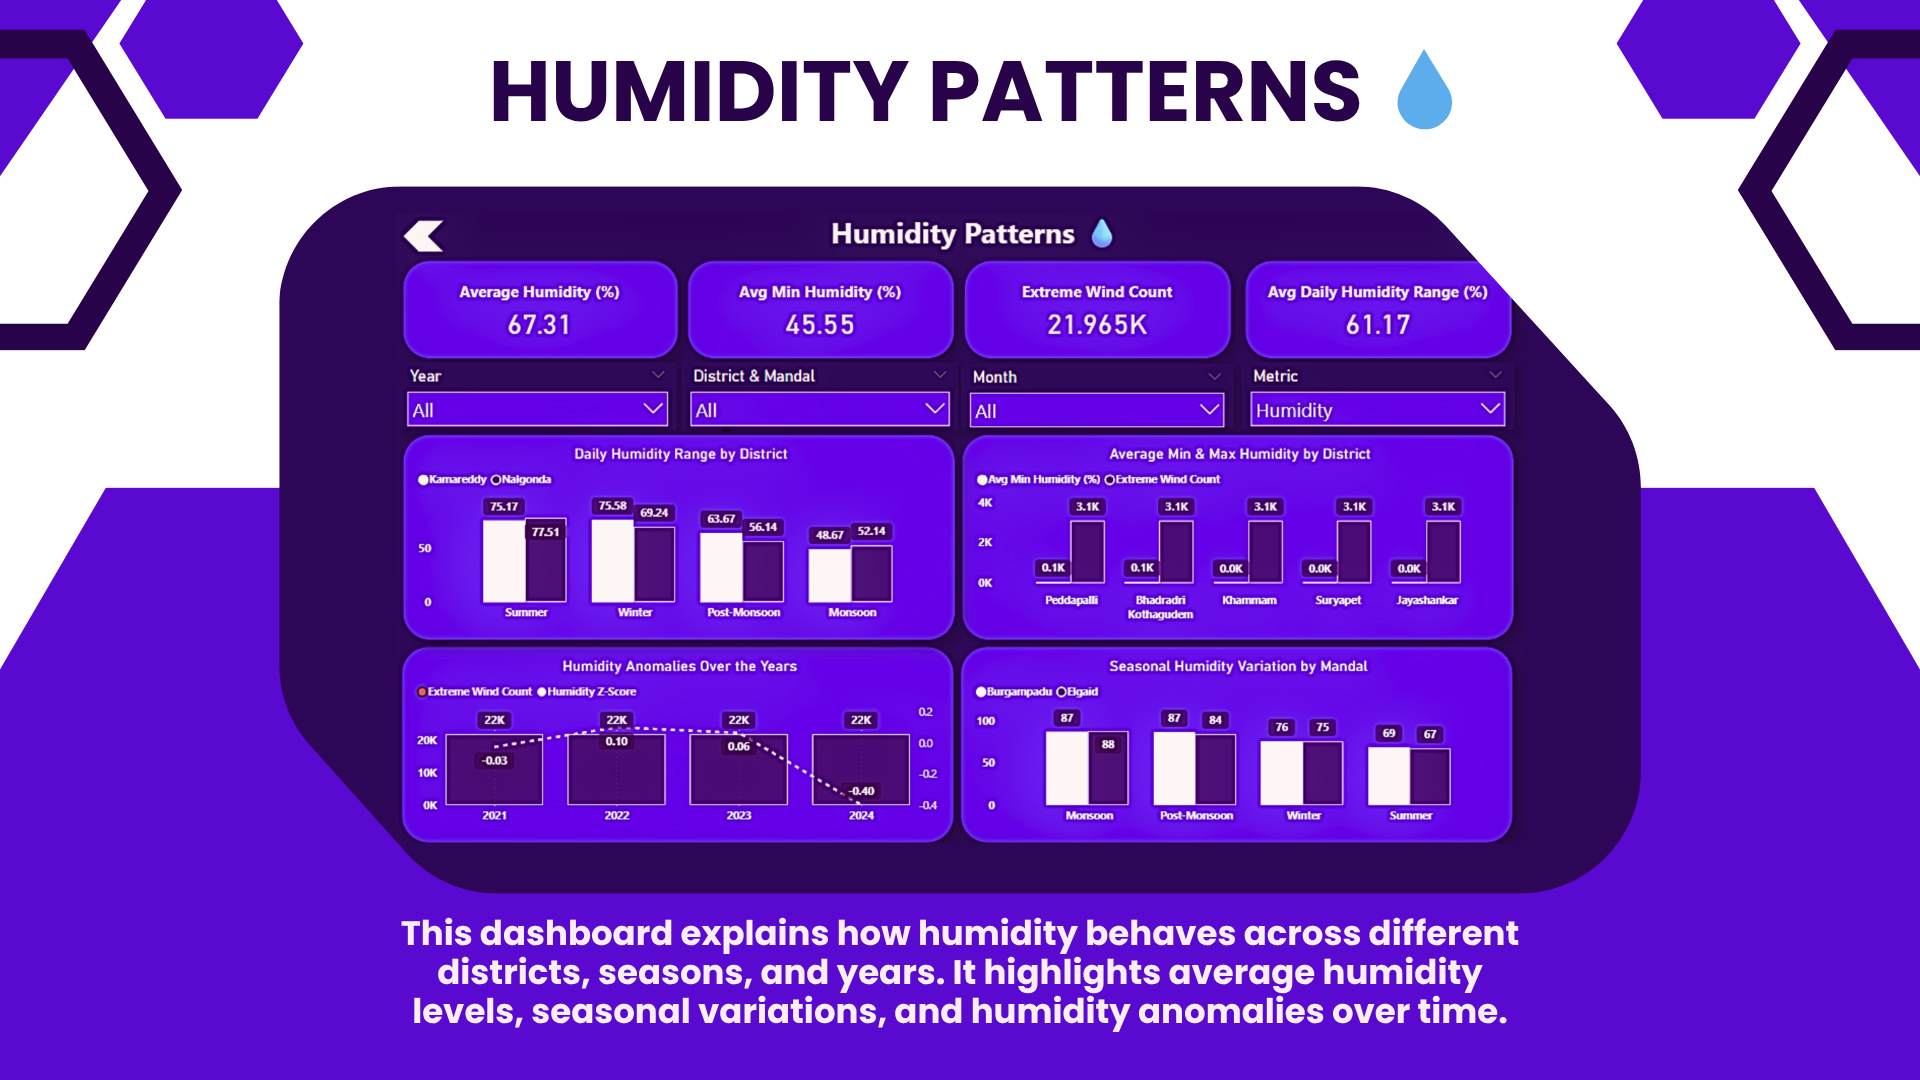 HUMIDITY PATTERNS
Humidity Patterns
Average Humidity (%)
67.31
Avg Min Humidity (%)
45.55
Extreme Wind Count
21.965K
Avg Daily Humidity Range (%)
61.17
Year
All
District & Mandal
All
Month
All
Metric
Humidity
Daily Humidity Range by District
Kamareddy Nalgonda
75.17
77.51
75.58
69.24
63.67
56.14
48.67
52.14
50
0
Summer
Winter
Post-Monsoon
Monsoon
Average Min & Max Humidity by District
Avg Min Humidity (%) Extreme Wind Count
4K
2K
0K
0.1K
3.1K
0.1K
3.1K
0.0K
3.1K
0.0K
3.1K
0.0K
3.1K
Peddapalli
Bhadradri
Kothagudem
Khammam
Suryapet
Jayashankar
Humidity Anomalies Over the Years
Extreme Wind Count Humidity Z-Score
20K
10K
0K
22K
-0.03
22K
0.10
22K
0.06
22K
-0.40
0.2
0.0
-0.2
-0.4
2021
2022
2023
2024
Seasonal Humidity Variation by Mandal
Burgampadu Elgaid
100
50
0
87
88
87
84
76
75
69
67
Monsoon
Post-Monsoon
Winter
Summer
This dashboard explains how humidity behaves across different
districts, seasons, and years. It highlights average humidity
levels, seasonal variations, and humidity anomalies over time.